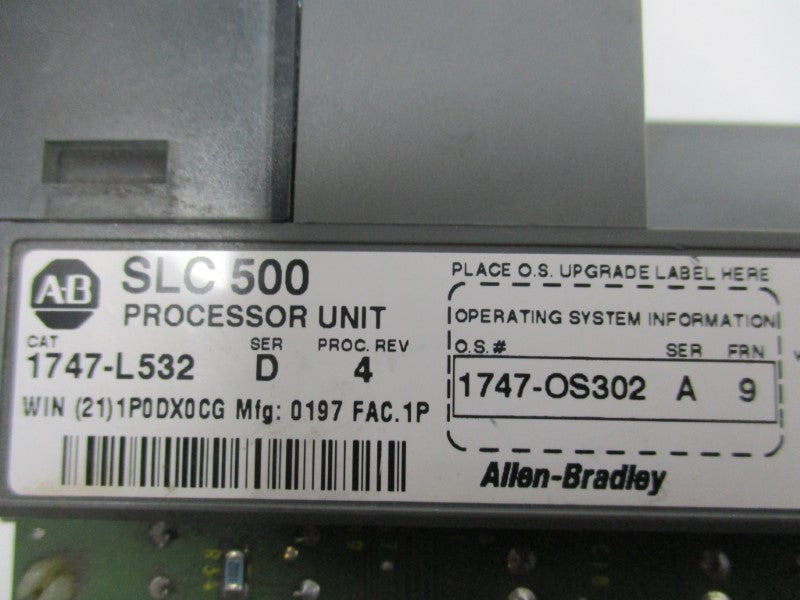 A-B
SLC 500
PROCESSOR UNIT
CAT SER PROC. REV
1747-L532 D 4
WIN (21)1P0DX0CG Mfg: 0197 FAC.1P
PLACE O.S. UPGRADE LABEL HERE
OPERATING SYSTEM INFORMATION
O.S.# SER FRN
1747-OS302 A 9
Allen-Bradley
R34